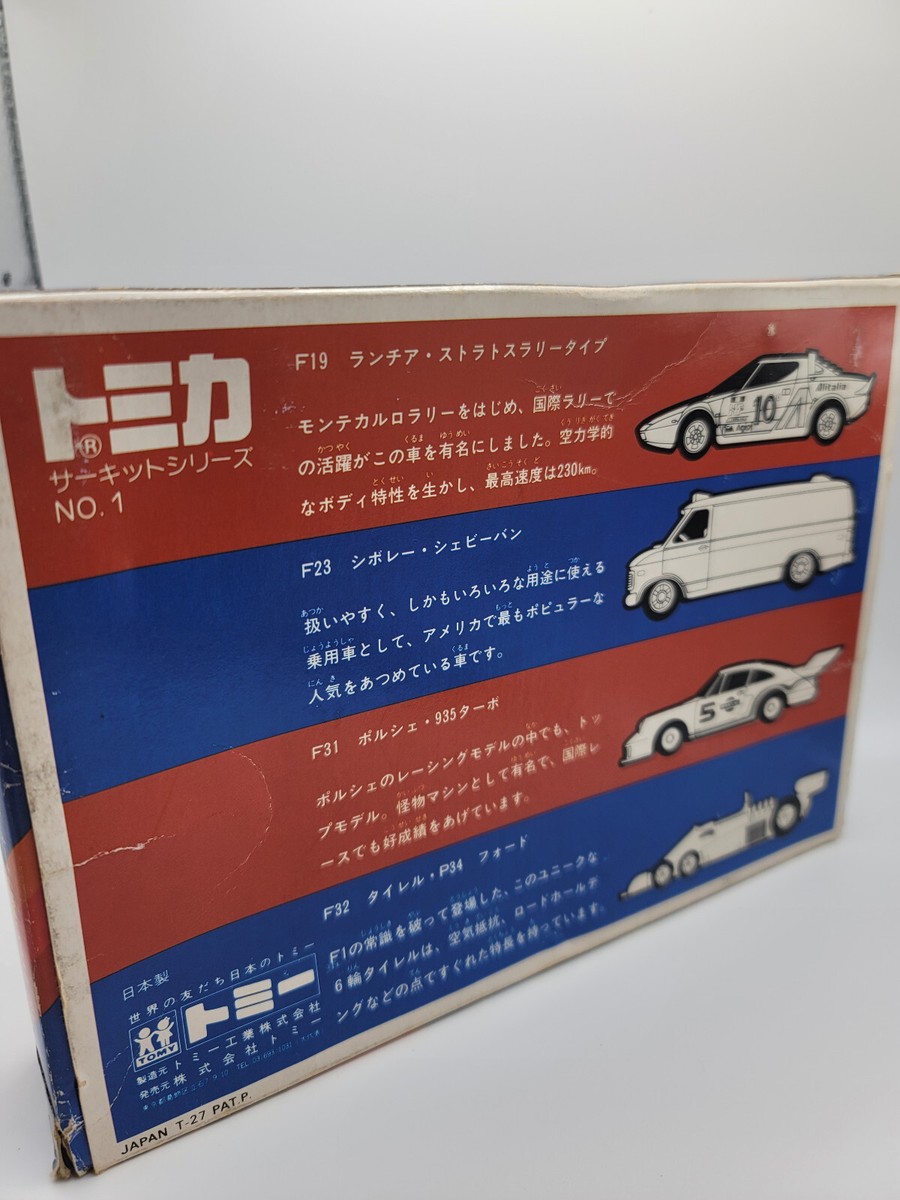 トミカ®
サーキットシリーズ
NO.1
F19 ランチア・ストラトスラリータイプ
モンテカルロラリーをはじめ、国際ラリーで
の活躍がこの車を有名にしました。空力学的
なボディ特性を生かし、最高速度は230km。
10
Alitalia
F23 シボレー・シェビーバン
扱いやすく、しかもいろいろな用途に使える
乗用車として、アメリカで最もポピュラーな
人気をあつめている車です。
F31 ポルシェ・935ターボ
ポルシェのレーシングモデルの中でも、トッ
プモデル。怪物マシンとして有名で、国際レ
ースでも好成績をあげています。
5
F32 タイレル・P34 フォード
F1の常識を破って登場した、このユニークな
6輪タイレルは、空気抵抗、ロードホールデ
ングなどの点ですぐれた特長を持っています。
日本製
世界の友だち日本のトミー
トミー
TOMY
製造元 トミー工業株式会社
発売元 株式会社トミー
JAPAN T-27 PAT.P.